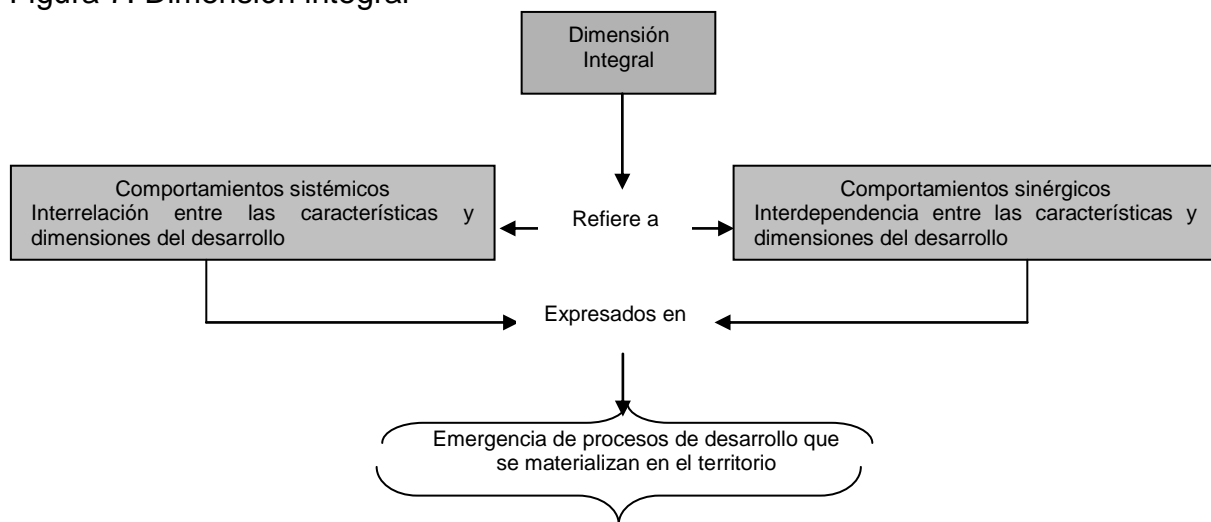 Figura 7. Dimensión integral
Dimensión
Integral
Comportamientos sistémicos
Interrelación entre las características y
dimensiones del desarrollo
Refiere a
Comportamientos sinérgicos
Interdependencia entre las características y
dimensiones del desarrollo
Expresados en
Emergencia de procesos de desarrollo que
se materializan en el territorio